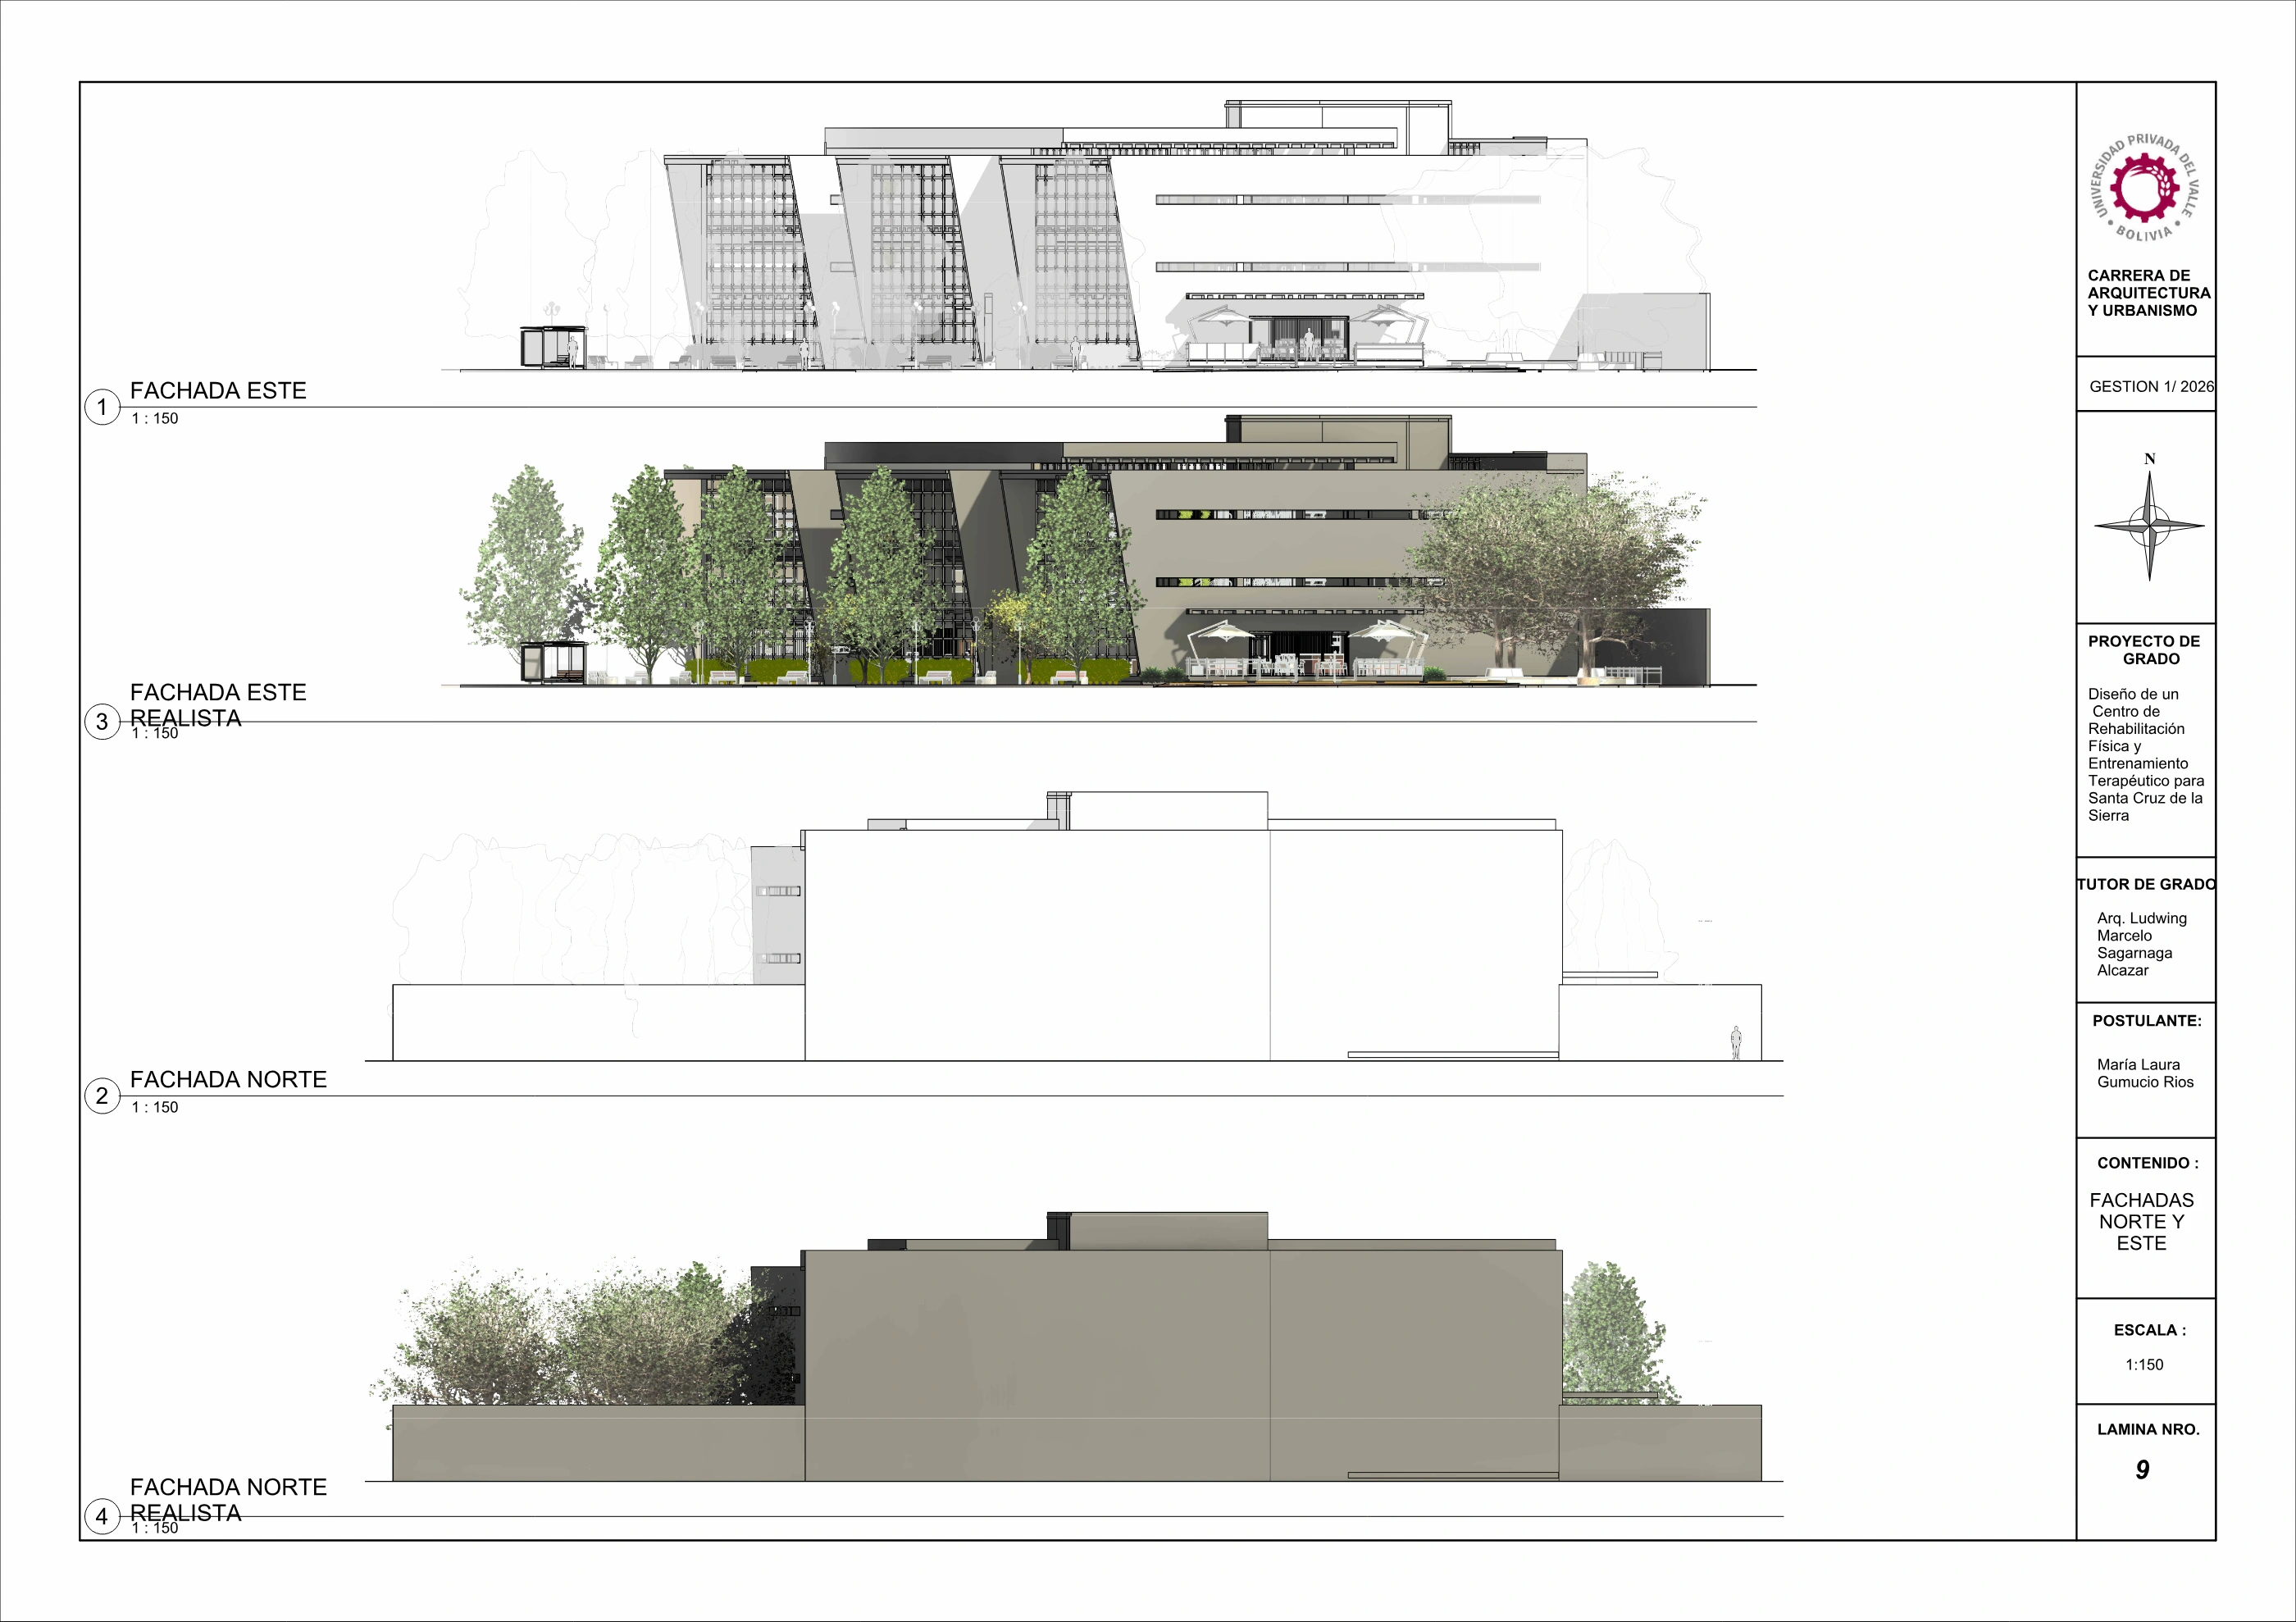 FACHADA ESTE
1
1 : 150
FACHADA ESTE
REALISTA
3
1 : 150
FACHADA NORTE
2
1 : 150
FACHADA NORTE
REALISTA
4
1 : 150
UNIVERSIDAD PRIVADA DEL VALLE
• BOLIVIA •
CARRERA DE
ARQUITECTURA
Y URBANISMO
GESTION 1/ 2026
N
PROYECTO DE
GRADO
Diseño de un
Centro de
Rehabilitación
Física y
Entrenamiento
Terapéutico para
Santa Cruz de la
Sierra
TUTOR DE GRADO
Arq. Ludwing
Marcelo
Sagarnaga
Alcazar
POSTULANTE:
María Laura
Gumucio Rios
CONTENIDO :
FACHADAS
NORTE Y
ESTE
ESCALA :
1:150
LAMINA NRO.
9